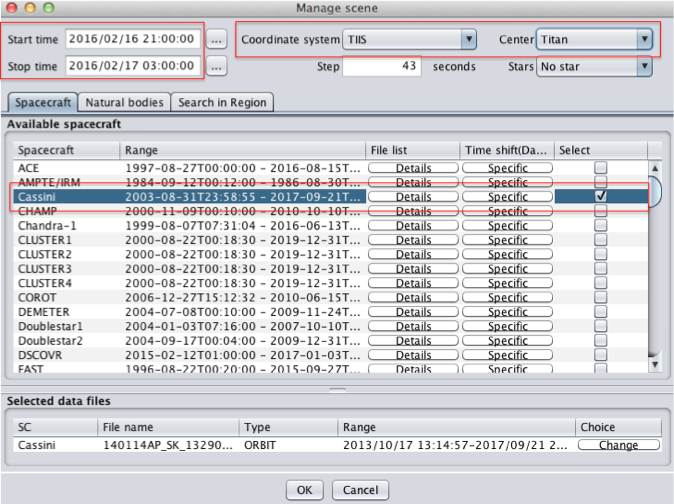 Manage scene
Start time 2016/02/16 21:00:00 ... Coordinate system TIIS Center Titan
Stop time 2016/02/17 03:00:00 ... Step 43 seconds Stars No star
Spacecraft Natural bodies Search in Region
Available spacecraft
Spacecraft Range File list Time shift(Da... Select
ACE 1997-08-27T00:00:00 - 2016-08-15T... Details Specific
AMPTE/IRM 1984-09-12T00:12:00 - 1986-08-30T... Details Specific
Cassini 2003-08-31T23:58:55 - 2017-09-21T... Details Specific
CHAMP 2000-11-09T00:10:00 - 2010-10-10T... Details Specific
Chandra-1 1999-08-07T07:31:04 - 2016-06-13T... Details Specific
CLUSTER1 2000-08-22T00:18:30 - 2019-12-31T... Details Specific
CLUSTER2 2000-08-22T00:18:30 - 2019-12-31T... Details Specific
CLUSTER3 2000-08-22T00:18:30 - 2019-12-31T... Details Specific
CLUSTER4 2000-08-22T00:18:30 - 2019-12-31T... Details Specific
COROT 2006-12-27T15:12:32 - 2010-06-15T... Details Specific
DEMETER 2004-07-08T00:10:00 - 2009-11-24T... Details Specific
Doublestar1 2004-01-03T07:16:00 - 2007-10-10T... Details Specific
Doublestar2 2004-09-17T00:04:00 - 2009-12-31T... Details Specific
DSCOVR 2015-02-12T01:00:00 - 2017-01-03T... Details Specific
FAST 1996-08-22T00:20:00 - 2015-09-27T... Details Specific
Selected data files
SC File name Type Range Choice
Cassini 140114AP_SK_13290... ORBIT 2013/10/17 13:14:57-2017/09/21 2... Change
OK Cancel